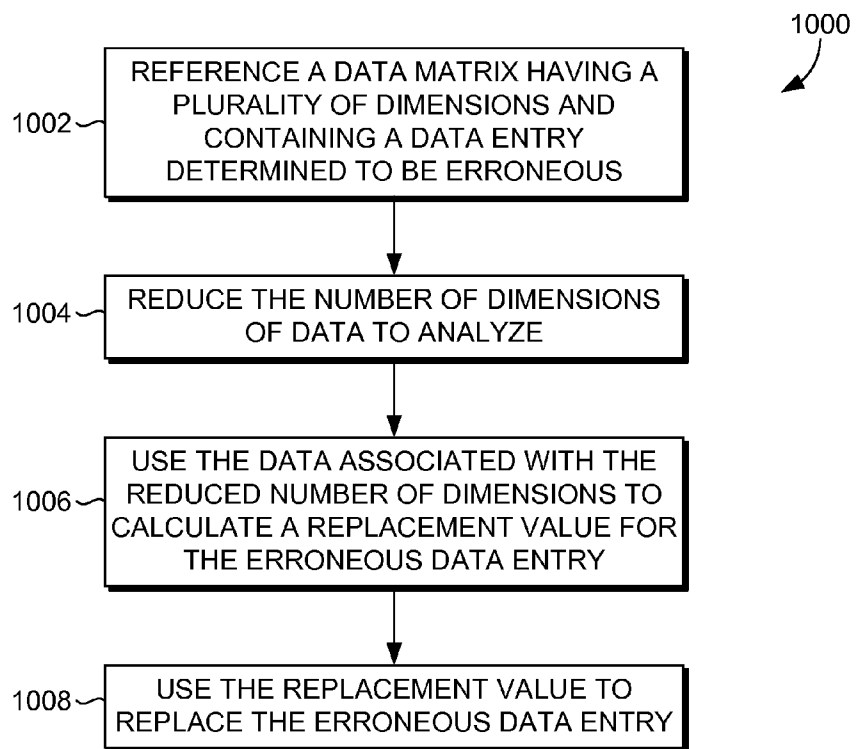 1000
REFERENCE A DATA MATRIX HAVING A
PLURALITY OF DIMENSIONS AND
CONTAINING A DATA ENTRY
DETERMINED TO BE ERRONEOUS
1002
REDUCE THE NUMBER OF DIMENSIONS
OF DATA TO ANALYZE
1004
USE THE DATA ASSOCIATED WITH THE
REDUCED NUMBER OF DIMENSIONS TO
CALCULATE A REPLACEMENT VALUE FOR
THE ERRONEOUS DATA ENTRY
1006
USE THE REPLACEMENT VALUE TO
REPLACE THE ERRONEOUS DATA ENTRY
1008